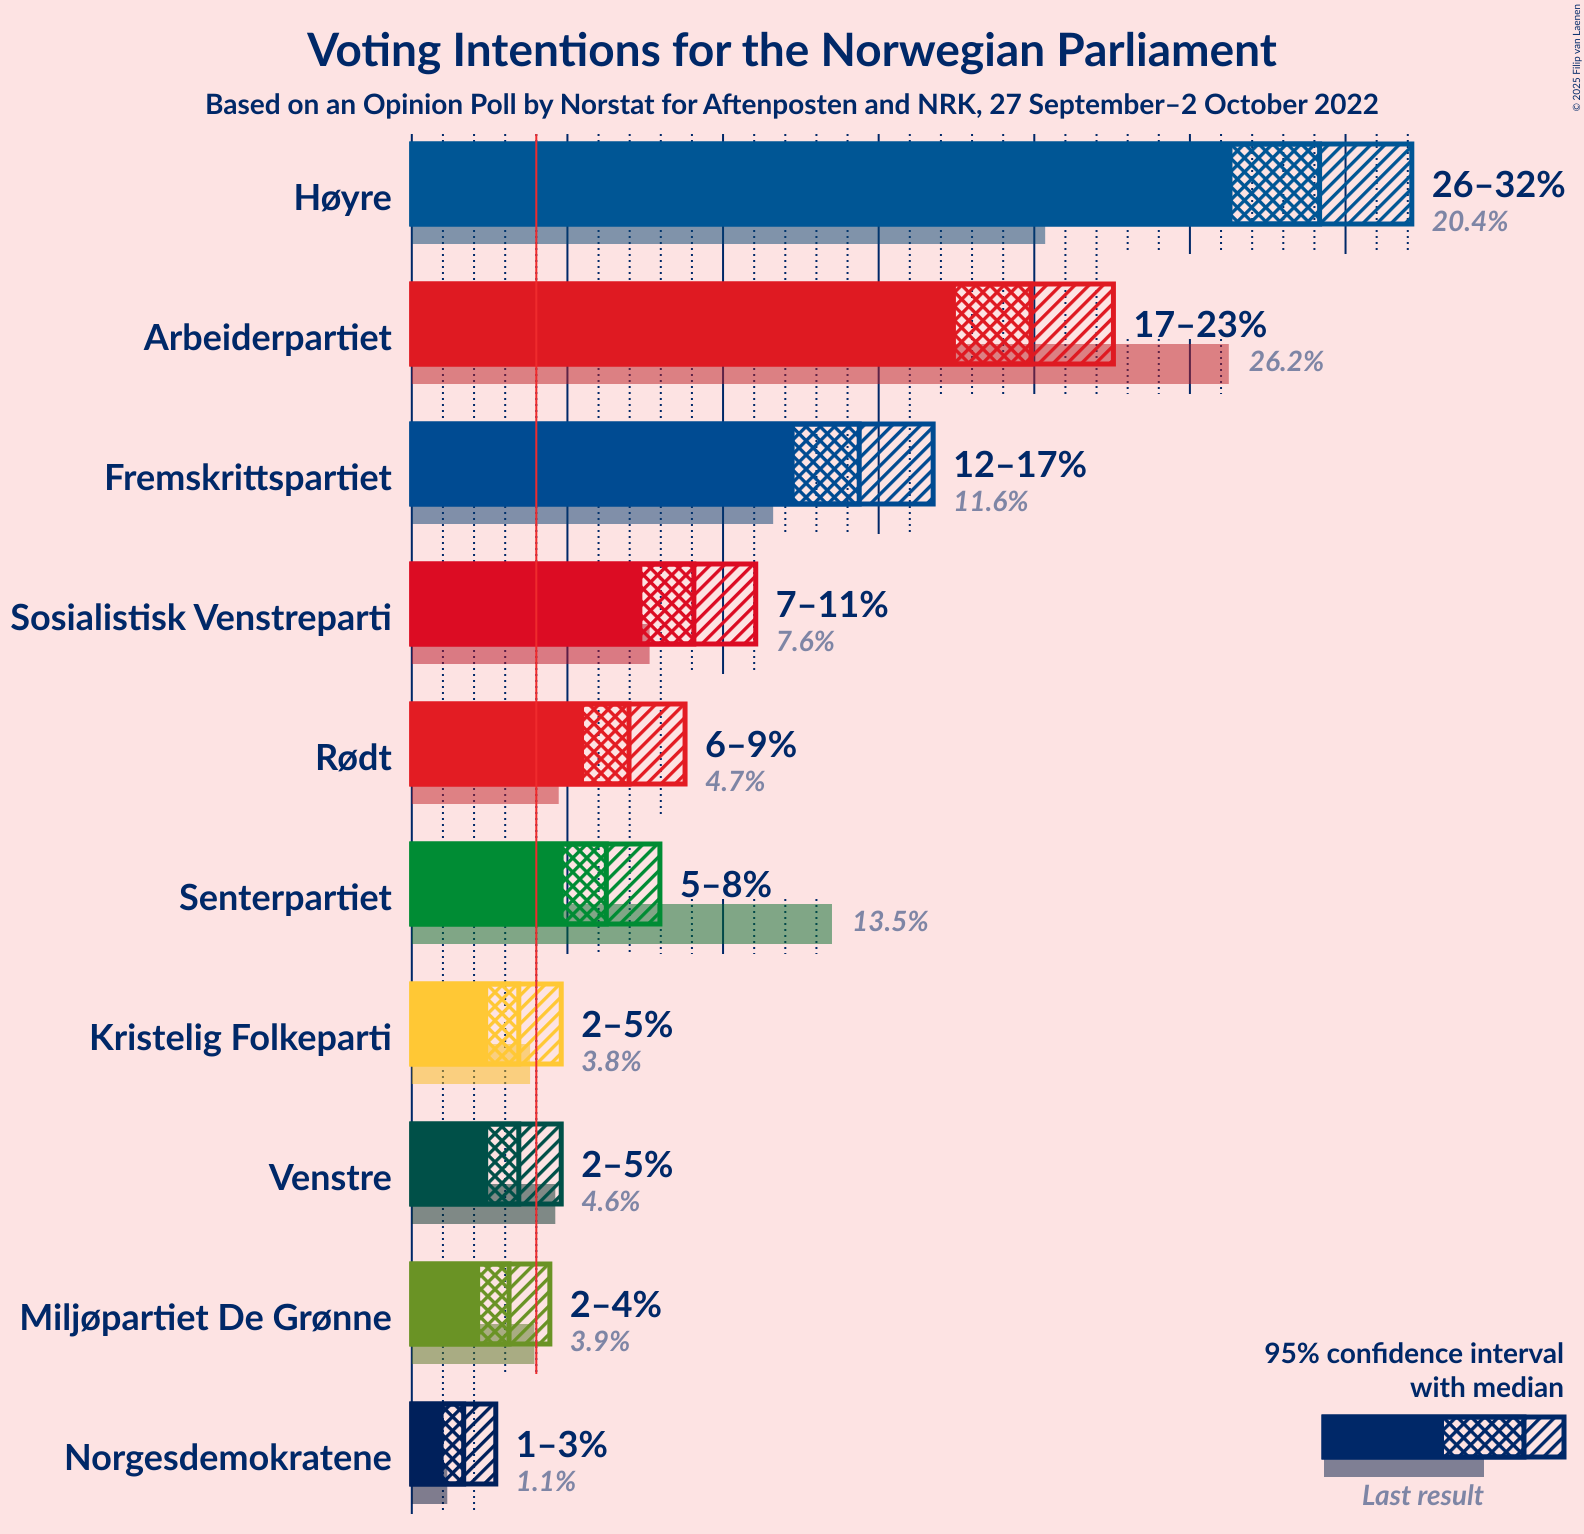 Voting Intentions for the Norwegian Parliament
Based on an Opinion Poll by Norstat for Aftenposten and NRK, 27 September–2 October 2022
© 2025 Filip van Laenen
Høyre
26–32%
20.4%
Arbeiderpartiet
17–23%
26.2%
Fremskrittspartiet
12–17%
11.6%
Sosialistisk Venstreparti
7–11%
7.6%
Rødt
6–9%
4.7%
Senterpartiet
5–8%
13.5%
Kristelig Folkeparti
2–5%
3.8%
Venstre
2–5%
4.6%
Miljøpartiet De Grønne
2–4%
3.9%
Norgesdemokratene
1–3%
1.1%
95% confidence interval
with median
Last result